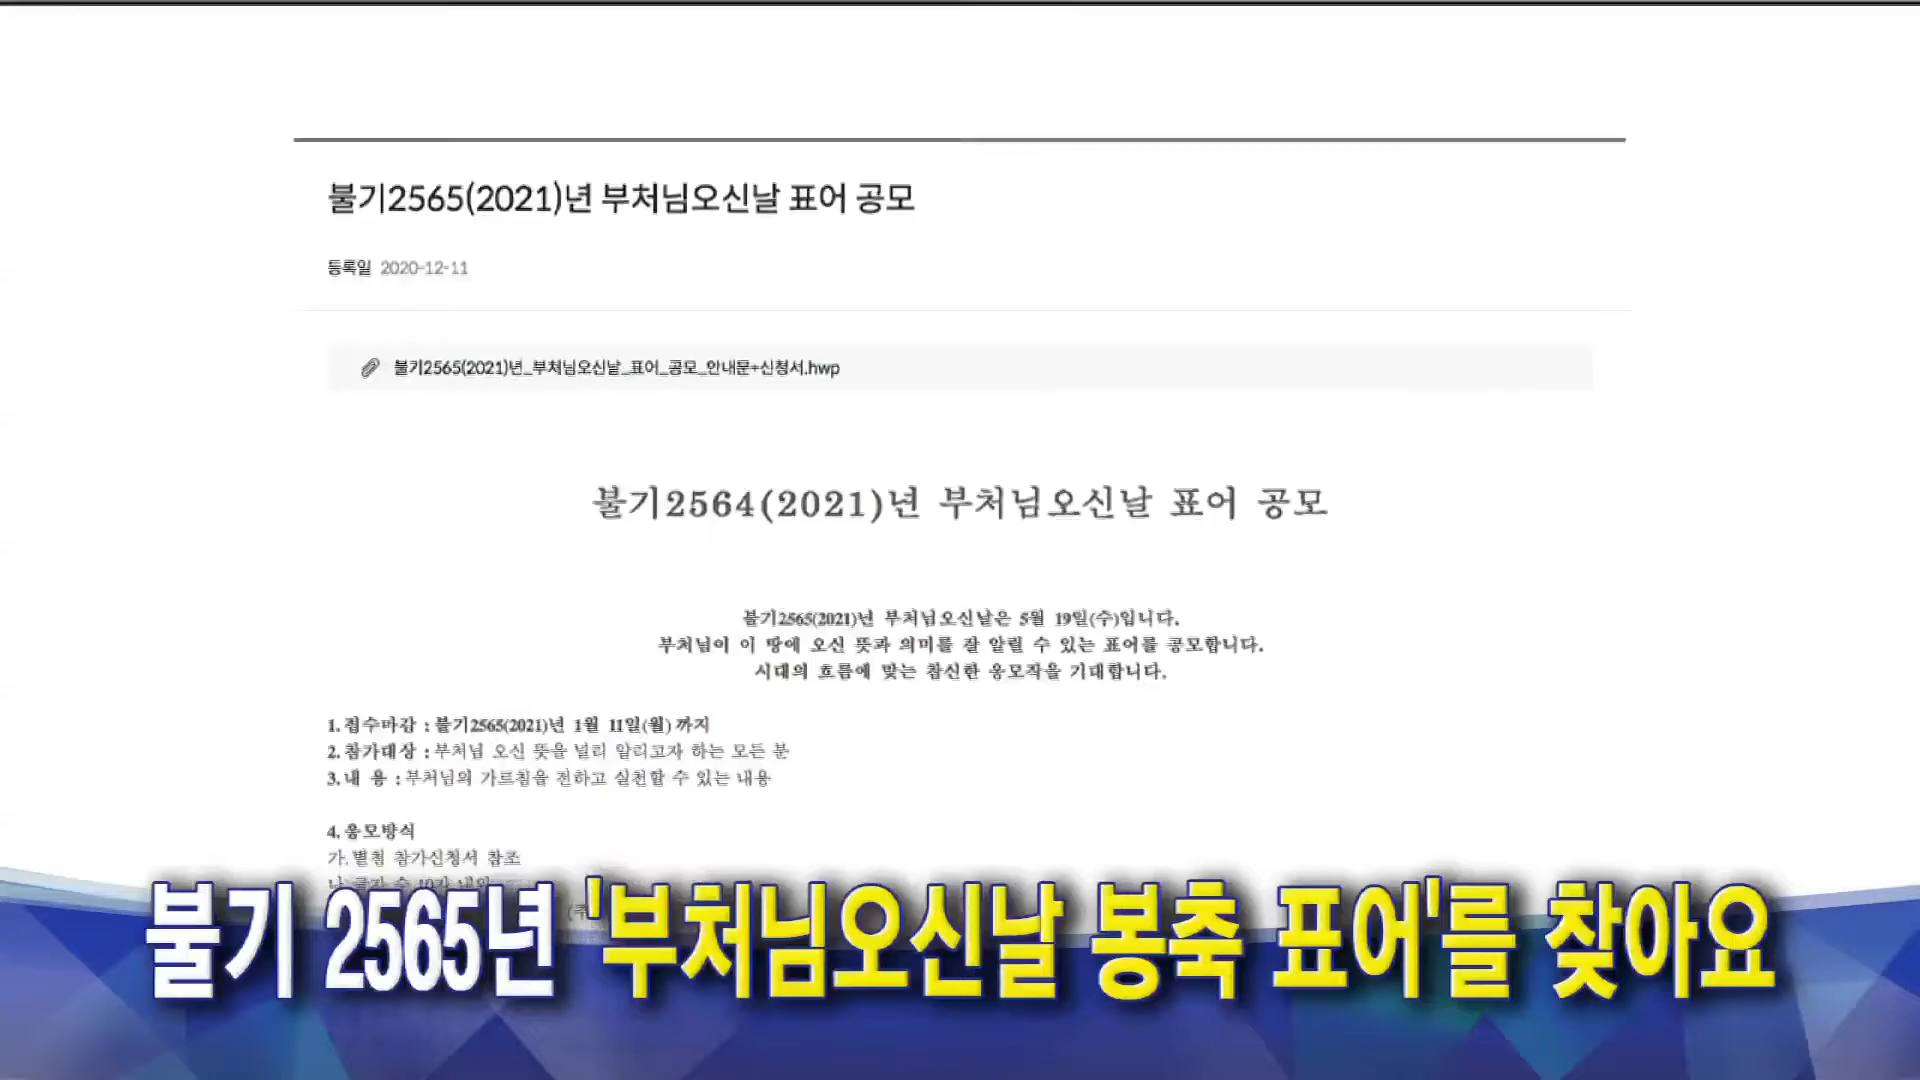 불기2565(2021)년 부처님오신날 표어 공모
등록일 2020-12-11
불기2565(2021)년_부처님오신날_표어_공모_안내문+신청서.hwp
불기2564(2021)년 부처님오신날 표어 공모
불기2565(2021)년 부처님오신날은 5월 19일(수)입니다.
부처님이 이 땅에 오신 뜻과 의미를 잘 알릴 수 있는 표어를 공모합니다.
시대의 흐름에 맞는 참신한 응모작을 기대합니다.
1. 접수마감 : 불기2565(2021)년 1월 11일(월) 까지
2. 참가대상 : 부처님 오신 뜻을 널리 알리고자 하는 모든 분
3. 내 용 : 부처님의 가르침을 전하고 실천할 수 있는 내용
4. 응모방식
가. 별첨 참가신청서 참조
나. 글자 수 10자 내외
불기 2565년 '부처님오신날 봉축 표어'를 찾아요